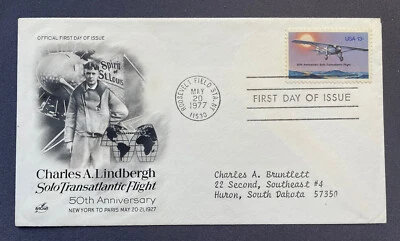 OFFICIAL FIRST DAY OF ISSUE
Spirit
of
St. Louis
USA 13c
50th Anniversary Solo Transatlantic Flight
ROOSEVELT FIELD STA. NY
MAY
20
1977
11530
FIRST DAY OF ISSUE
Charles A. Lindbergh
Solo Transatlantic Flight
50th Anniversary
NEW YORK TO PARIS MAY 20-21, 1927
Charles A. Bruntlett
22 Second, Southeast #4
Huron, South Dakota 57350